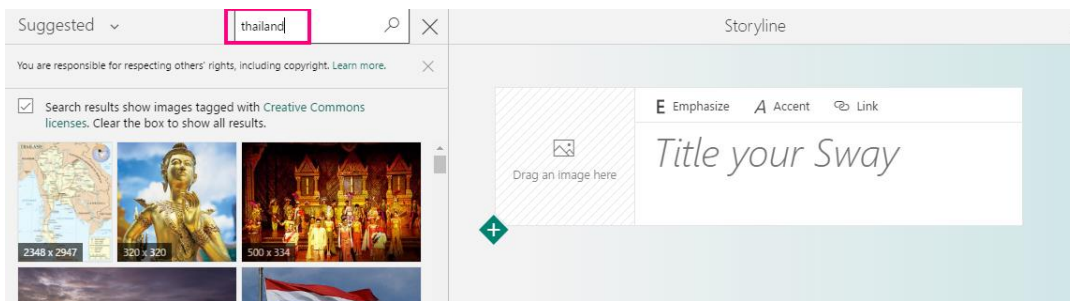 Suggested
thailand
Storyline
You are responsible for respecting others' rights, including copyright. Learn more.
Search results show images tagged with Creative Commons
licenses. Clear the box to show all results.
THAILAND
2348 x 2947
320 x 320
500 x 334
E Emphasize
A Accent
Link
Drag an image here
Title your Sway